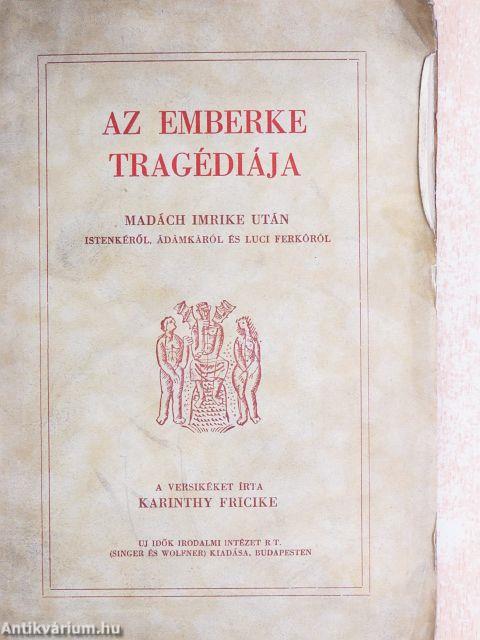 AZ EMBERKE
TRAGÉDIÁJA
MADÁCH IMRIKE UTÁN
ISTENKÉRŐL, ÁDÁMKÁRÓL ÉS LUCI FERKÓRÓL
A VERSIKÉKET ÍRTA
KARINTHY FRICIKE
UJ IDŐK IRODALMI INTÉZET R T.
(SINGER ÉS WOLFNER) KIADÁSA, BUDAPESTEN
Antikvárium.hu